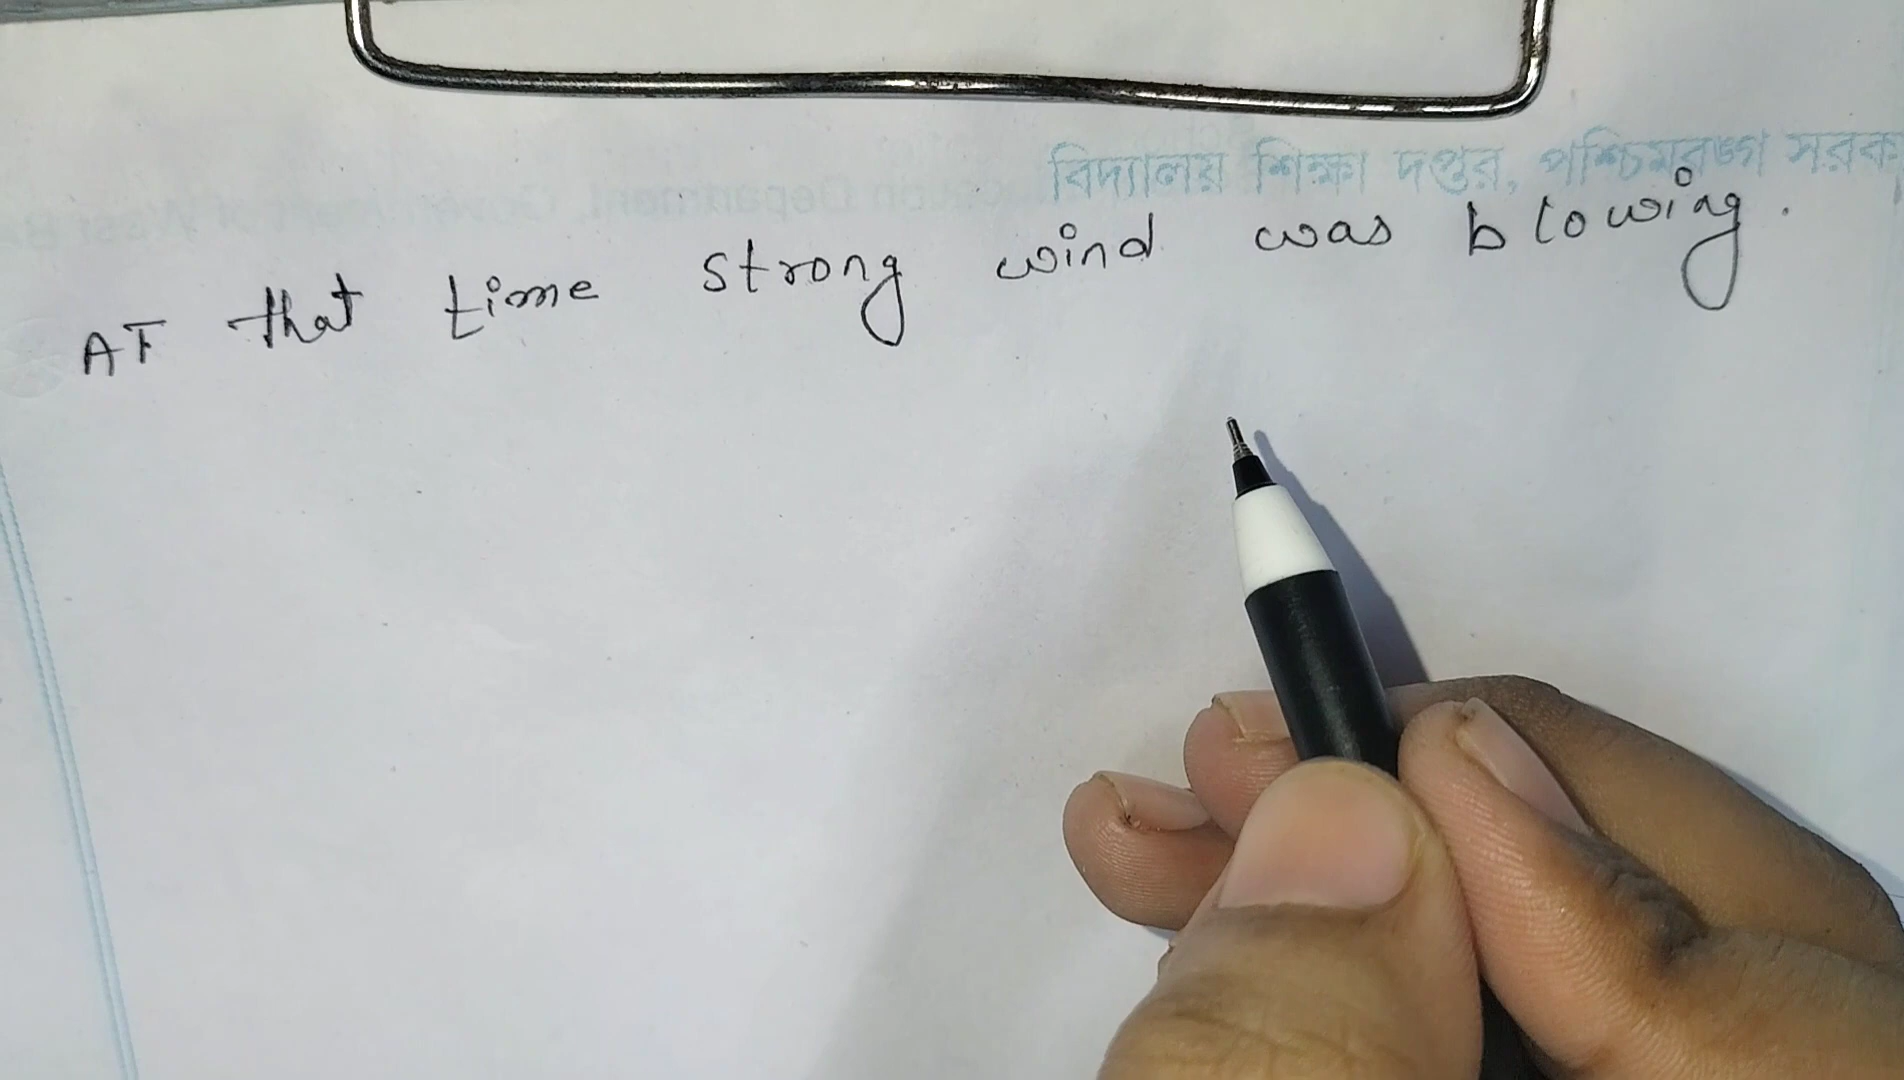 বিদ্যালয় শিক্ষা দপ্তর, পশ্চিমবঙ্গ সরক
At that time strong wind was blowing.